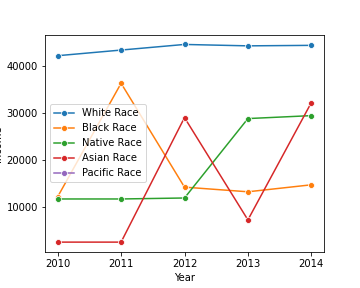 40000
30000
20000
10000
White Race
Black Race
Native Race
Asian Race
Pacific Race
2010 2011 2012 2013 2014
Year